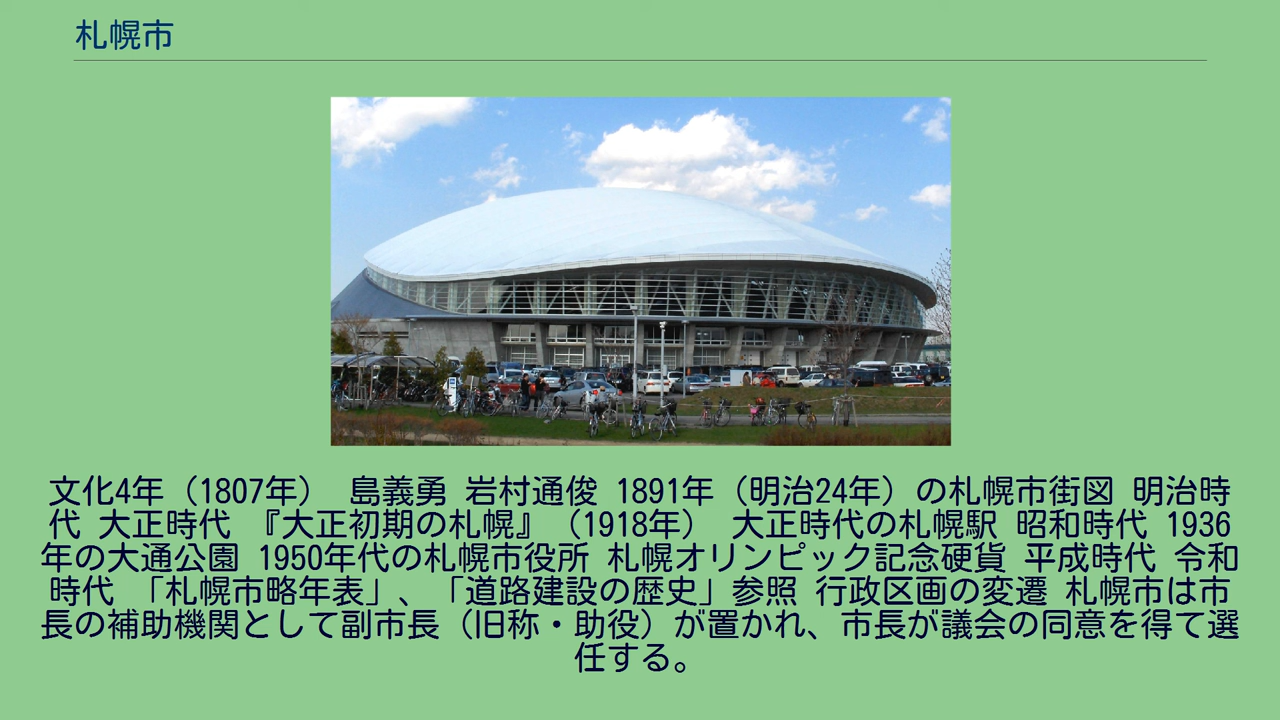 札幌市
文化4年（1807年） 島義勇 岩村通俊 1891年（明治24年）の札幌市街図 明治時
代 大正時代 『大正初期の札幌』（1918年） 大正時代の札幌駅 昭和時代 1936
年の大通公園 1950年代の札幌市役所 札幌オリンピック記念硬貨 平成時代 令和
時代 「札幌市略年表」、「道路建設の歴史」参照 行政区画の変遷 札幌市は市
長の補助機関として副市長（旧称・助役）が置かれ、市長が議会の同意を得て選
任する。